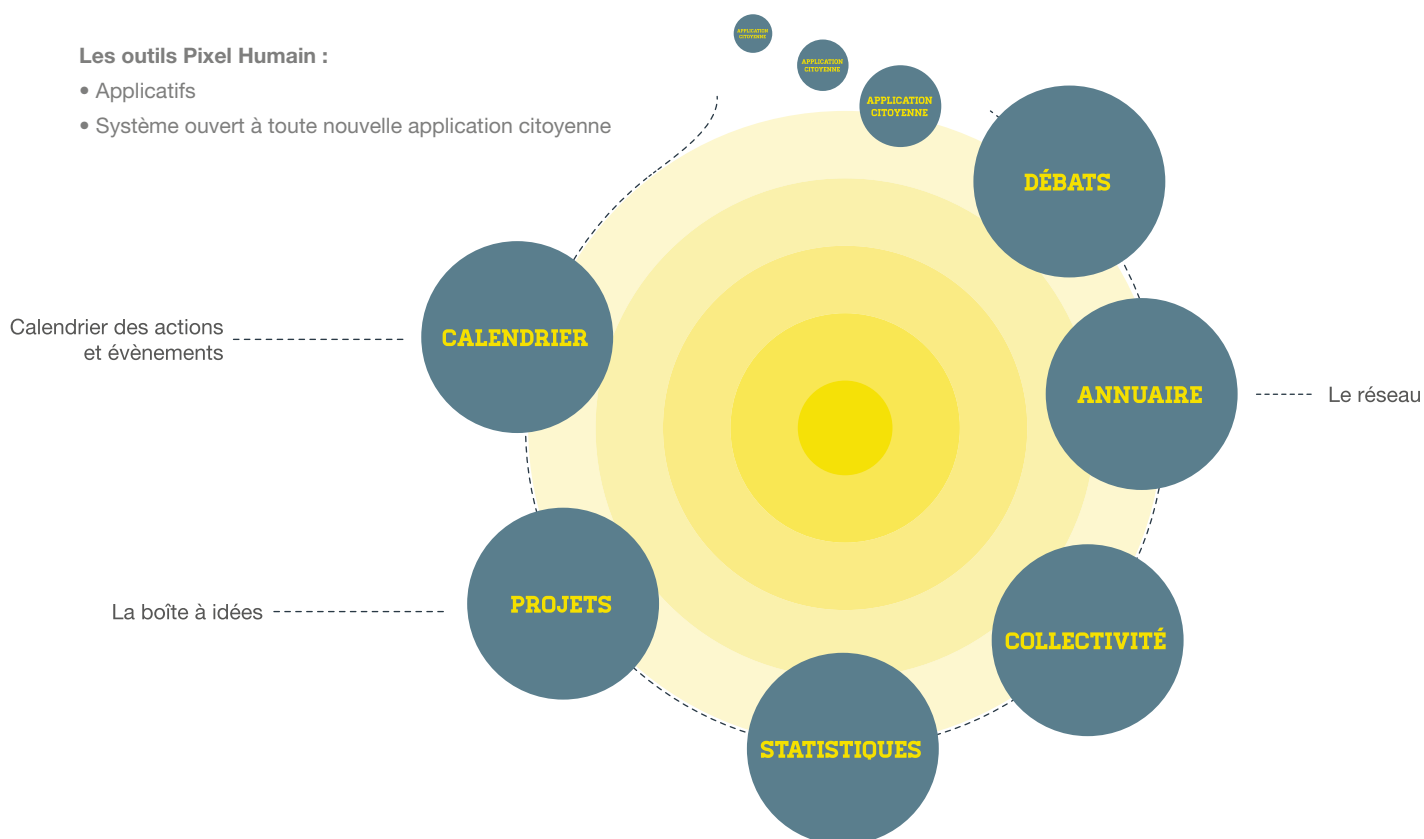 Les outils Pixel Humain :
• Applicatifs
• Système ouvert à toute nouvelle application citoyenne
APPLICATION
CITOYENNE
APPLICATION
CITOYENNE
APPLICATION
CITOYENNE
DÉBATS
CALENDRIER
Calendrier des actions
et évènements
ANNUAIRE
Le réseau
PROJETS
La boîte à idées
COLLECTIVITÉ
STATISTIQUES